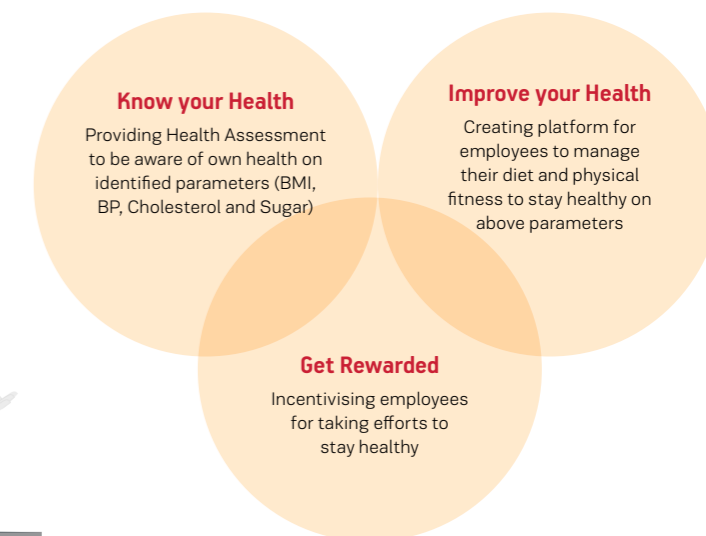 Know your Health
Providing Health Assessment
to be aware of own health on
identified parameters (BMI,
BP, Cholesterol and Sugar)
Improve your Health
Creating platform for
employees to manage
their diet and physical
fitness to stay healthy on
above parameters
Get Rewarded
Incentivising employees
for taking efforts to
stay healthy